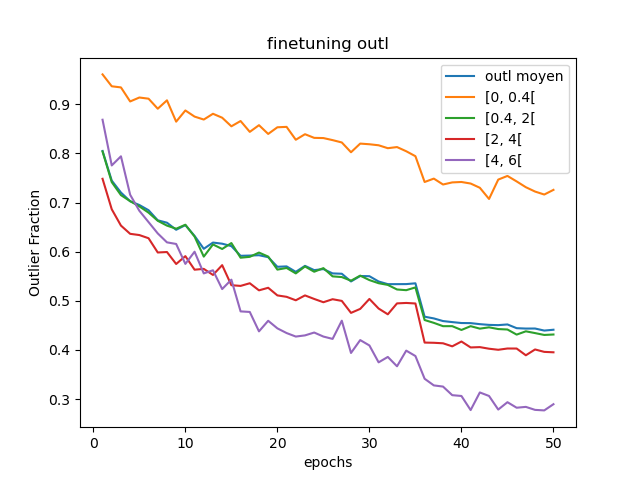 finetuning outl
outl moyen
[0, 0.4[
[0.4, 2[
[2, 4[
[4, 6[
Outlier Fraction
0.9
0.8
0.7
0.6
0.5
0.4
0.3
0 10 20 30 40 50
epochs